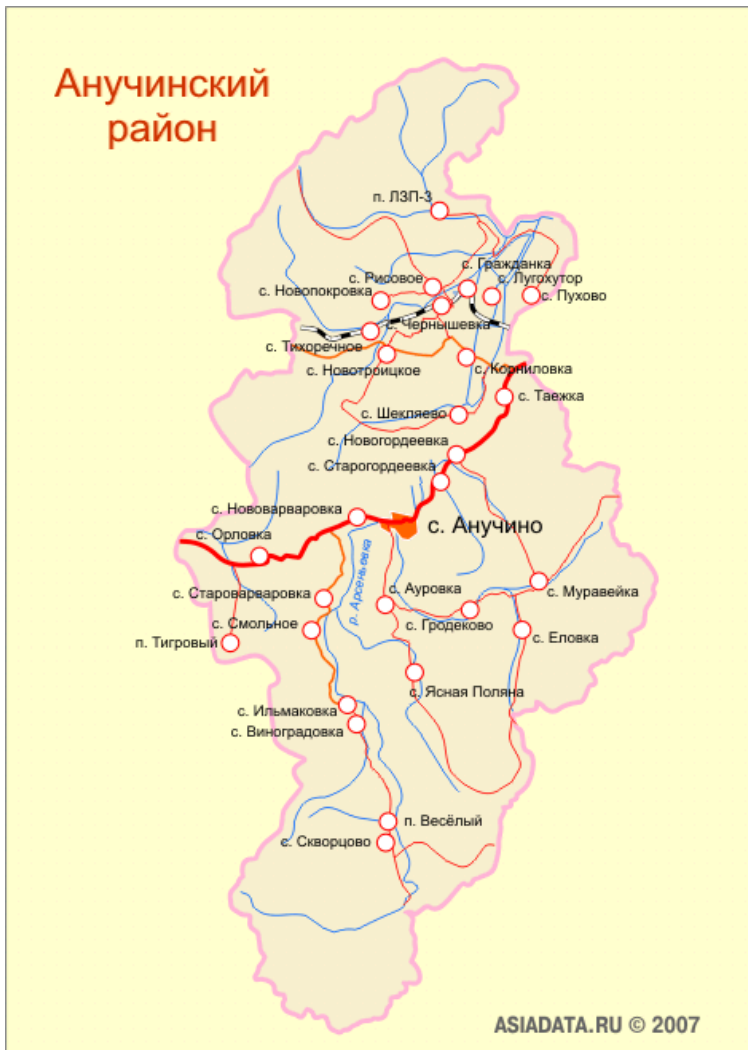 Анучинский
район
п. ЛЗП-3
с. Гражданка
с. Рисовое
с. Лугохутор
с. Новопокровка
с. Пухово
с. Чернышевка
с. Тихоречное
с. Новотроицкое
с. Корниловка
с. Таежка
с. Шекляево
с. Новогордеевка
с. Старогордеевка
с. Нововарваровка
с. Анучино
с. Орловка
р. Арсеньевка
с. Ауровка
с. Муравейка
с. Староварваровка
с. Гродеково
с. Смольное
с. Еловка
п. Тигровый
с. Ясная Поляна
с. Ильмаковка
с. Виноградовка
п. Весёлый
с. Скворцово
ASIADATA.RU © 2007